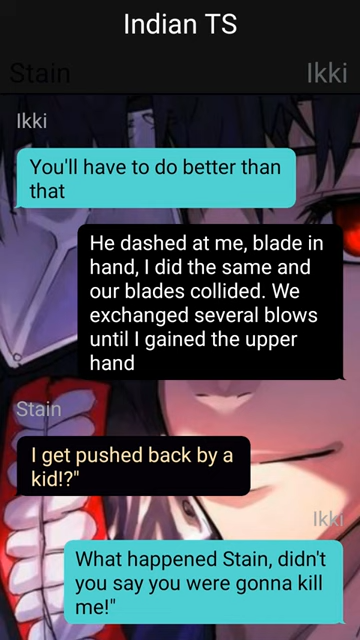 Indian TS
Stain
Ikki
Ikki
You'll have to do better than
that
He dashed at me, blade in
hand, I did the same and
our blades collided. We
exchanged several blows
until I gained the upper
hand
Stain
I get pushed back by a
kid!?"
Ikki
What happened Stain, didn't
you say you were gonna kill
me!"